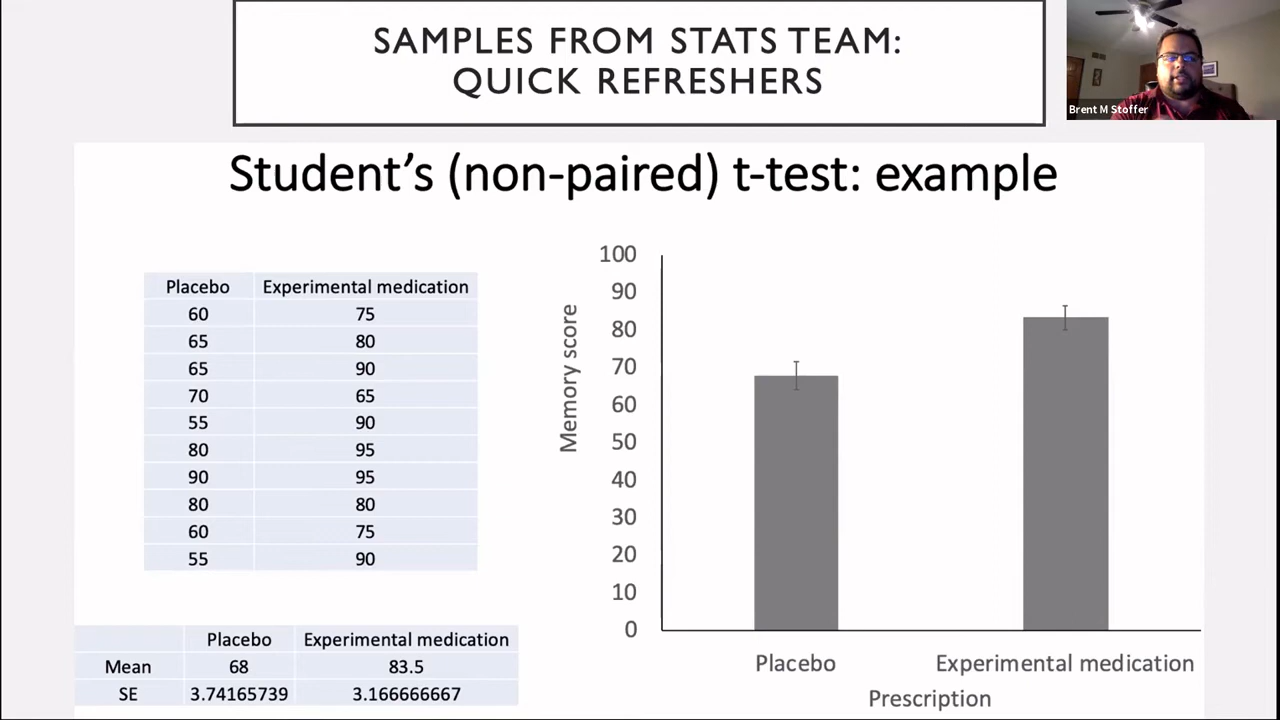 SAMPLES FROM STATS TEAM:
QUICK REFRESHERS
Brent M Stoffer
Student's (non-paired) t-test: example
Placebo Experimental medication
60 75
65 80
65 90
70 65
55 90
80 95
90 95
80 80
60 75
55 90
Placebo Experimental medication
Mean 68 83.5
SE 3.74165739 3.166666667
Memory score
100
90
80
70
60
50
40
30
20
10
0
Placebo Experimental medication
Prescription